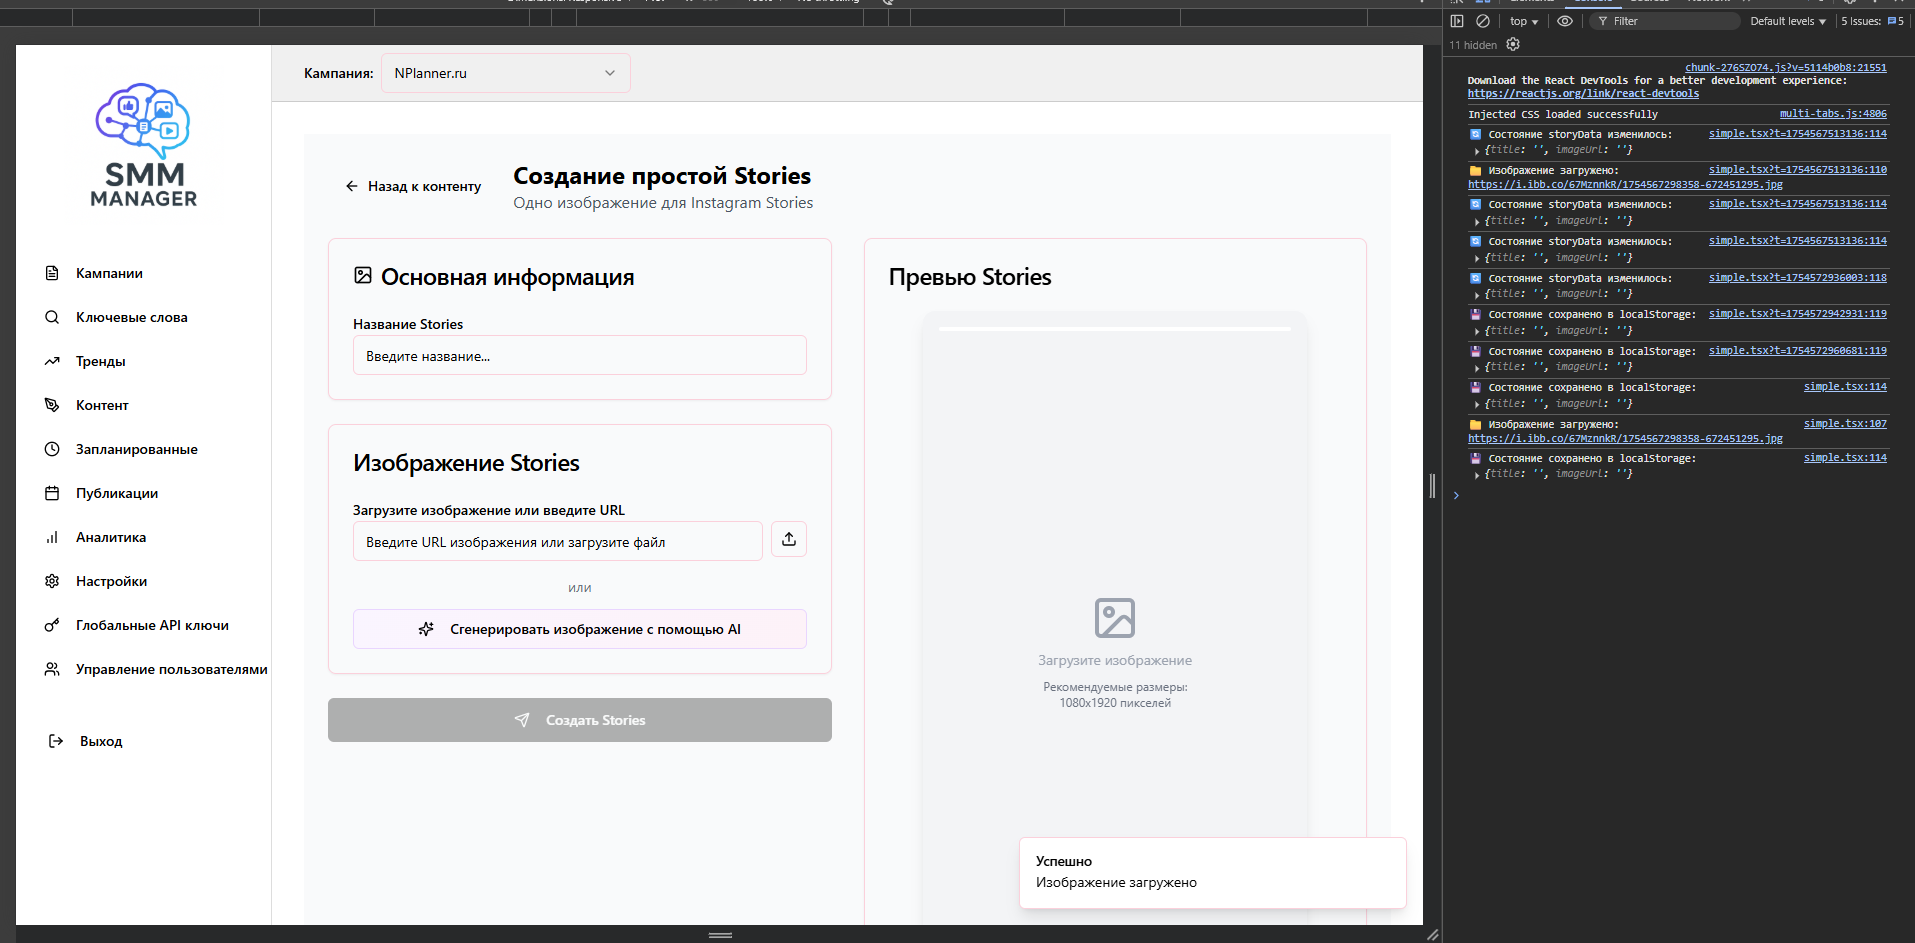 Кампания:
NPlanner.ru
SMM
MANAGER
Кампании
Ключевые слова
Тренды
Контент
Запланированные
Публикации
Аналитика
Настройки
Глобальные API ключи
Управление пользователями
Выход
Назад к контенту
Создание простой Stories
Одно изображение для Instagram Stories
Основная информация
Название Stories
Введите название...
Изображение Stories
Загрузите изображение или введите URL
Введите URL изображения или загрузите файл
или
Сгенерировать изображение с помощью AI
Создать Stories
Превью Stories
Загрузите изображение
Рекомендуемые размеры:
1080x1920 пикселей
Успешно
Изображение загружено
top
Filter
Default levels
5 Issues: 5
11 hidden
chunk-276SZO74.js?v=5114b0b8:21551
Download the React DevTools for a better development experience:
https://reactjs.org/link/react-devtools
Injected CSS loaded successfully multi-tabs.js:4806
Состояние storyData изменилось: simple.tsx?t=1754567513136:114
{title: '', imageUrl: ''}
Изображение загружено: simple.tsx?t=1754567513136:110
https://i.ibb.co/67MznnkR/1754567298358-672451295.jpg
Состояние storyData изменилось: simple.tsx?t=1754567513136:114
{title: '', imageUrl: ''}
Состояние storyData изменилось: simple.tsx?t=1754567513136:114
{title: '', imageUrl: ''}
Состояние storyData изменилось: simple.tsx?t=1754572936003:118
{title: '', imageUrl: ''}
Состояние сохранено в localStorage: simple.tsx?t=1754572942931:119
{title: '', imageUrl: ''}
Состояние сохранено в localStorage: simple.tsx?t=1754572960681:119
{title: '', imageUrl: ''}
Состояние сохранено в localStorage: simple.tsx:114
{title: '', imageUrl: ''}
Изображение загружено: simple.tsx:107
https://i.ibb.co/67MznnkR/1754567298358-672451295.jpg
Состояние сохранено в localStorage: simple.tsx:114
{title: '', imageUrl: ''}